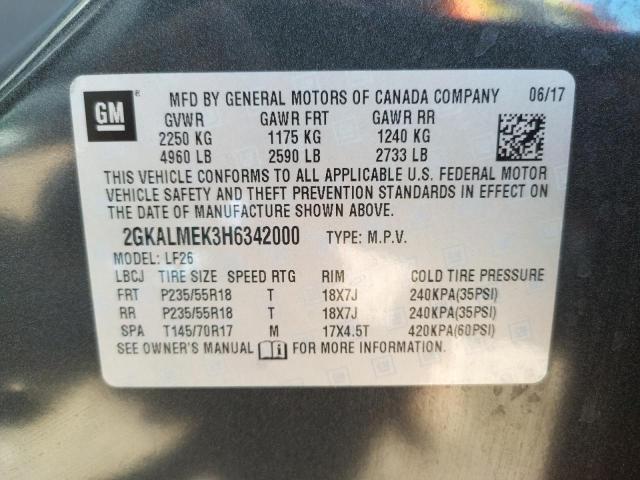 GM ® MFD BY GENERAL MOTORS OF CANADA COMPANY 06/17
GVWR GAWR FRT GAWR RR
2250 KG 1175 KG 1240 KG
4960 LB 2590 LB 2733 LB
THIS VEHICLE CONFORMS TO ALL APPLICABLE U.S. FEDERAL MOTOR
VEHICLE SAFETY AND THEFT PREVENTION STANDARDS IN EFFECT ON
THE DATE OF MANUFACTURE SHOWN ABOVE.
2GKALMEK3H6342000 TYPE: M.P.V.
MODEL: LF26
LBCJ TIRE SIZE SPEED RTG RIM COLD TIRE PRESSURE
FRT P235/55R18 T 18X7J 240KPA(35PSI)
RR P235/55R18 T 18X7J 240KPA(35PSI)
SPA T145/70R17 M 17X4.5T 420KPA(60PSI)
SEE OWNER'S MANUAL FOR MORE INFORMATION.